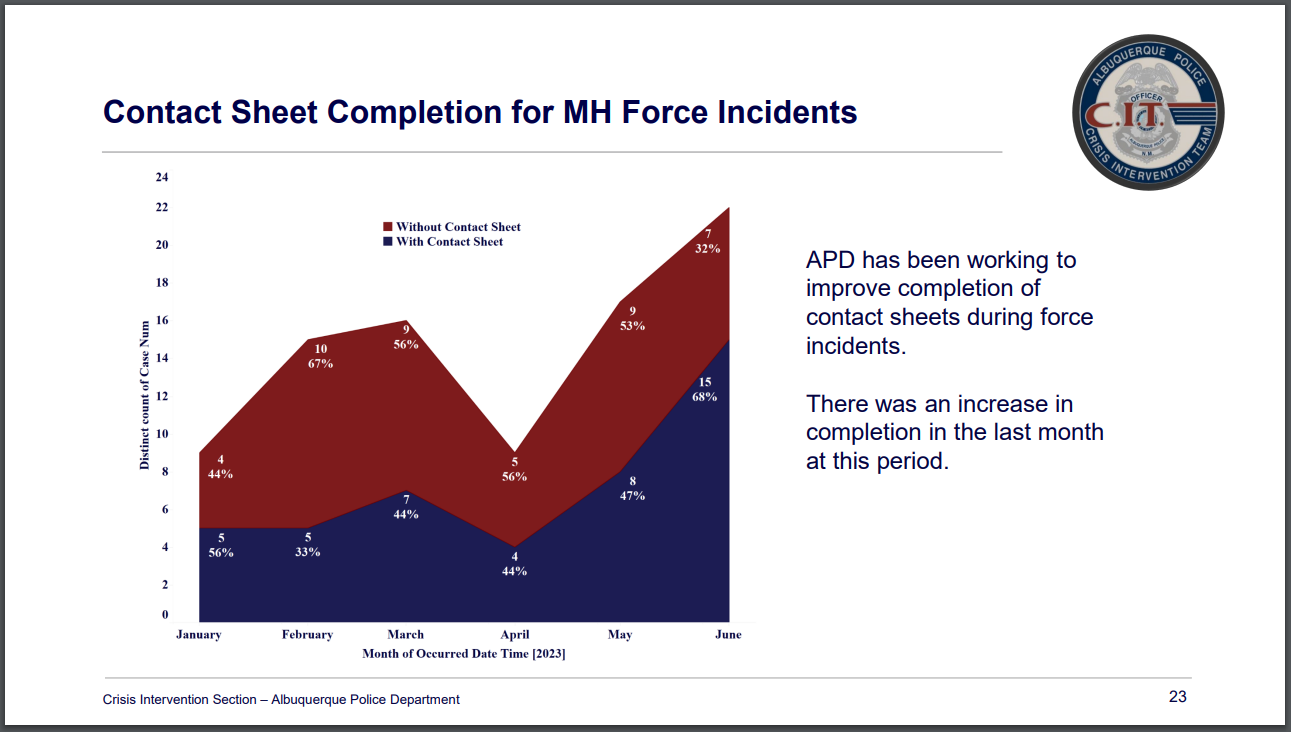 ALBUQUERQUE POLICE
OFFICER
C.I.T.
CRISIS INTERVENTION TEAM
Contact Sheet Completion for MH Force Incidents
24
22
20
18
16
14
12
10
8
6
4
2
0
Distinct count of Case Num
Without Contact Sheet
With Contact Sheet
4
44%
10
67%
9
56%
5
56%
9
53%
7
32%
5
56%
5
33%
7
44%
4
44%
8
47%
15
68%
January February March April May June
Month of Occurred Date Time [2023]
APD has been working to
improve completion of
contact sheets during force
incidents.
There was an increase in
completion in the last month
at this period.
Crisis Intervention Section – Albuquerque Police Department
23